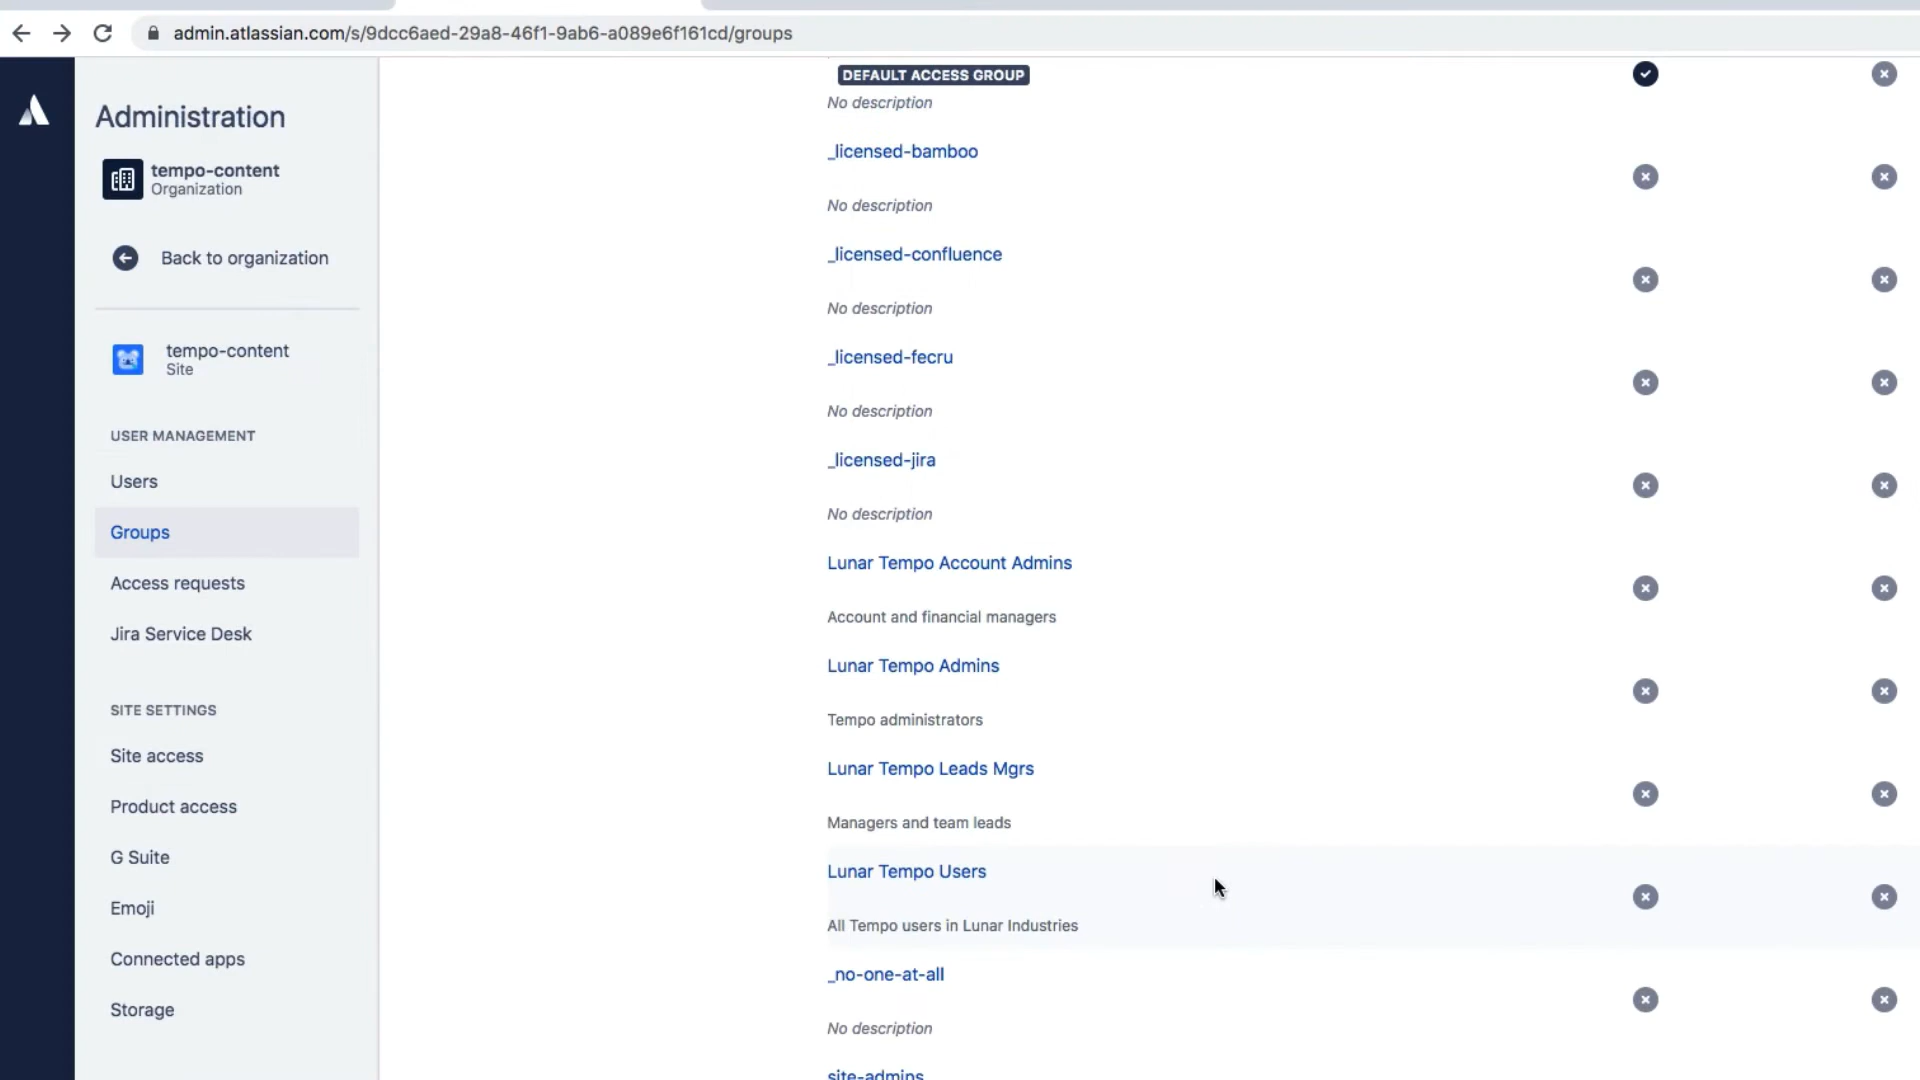 admin.atlassian.com/s/9dcc6aed-29a8-46f1-9ab6-a089e6f161cd/groups
Administration
tempo-content
Organization
Back to organization
tempo-content
Site
USER MANAGEMENT
Users
Groups
Access requests
Jira Service Desk
SITE SETTINGS
Site access
Product access
G Suite
Emoji
Connected apps
Storage
DEFAULT ACCESS GROUP
No description
_licensed-bamboo
No description
_licensed-confluence
No description
_licensed-fecru
No description
_licensed-jira
No description
Lunar Tempo Account Admins
Account and financial managers
Lunar Tempo Admins
Tempo administrators
Lunar Tempo Leads Mgrs
Managers and team leads
Lunar Tempo Users
All Tempo users in Lunar Industries
_no-one-at-all
No description
site-admins